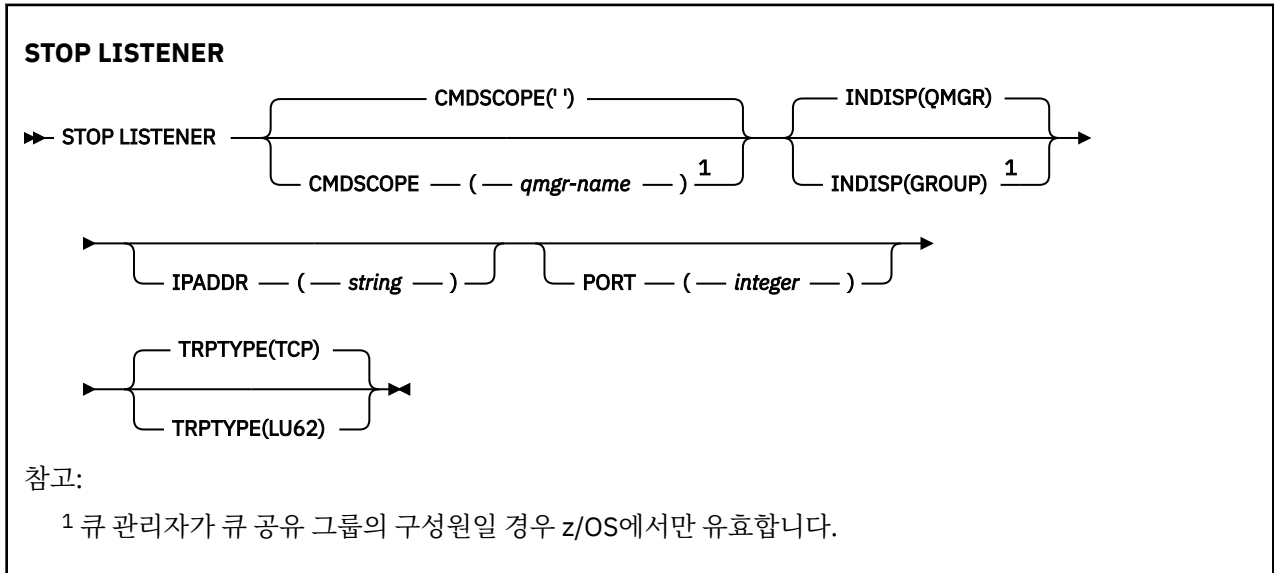 STOP LISTENER
CMDSCOPE(' ') INDISP(QMGR)
STOP LISTENER
CMDSCOPE ( qmgr-name ) 1 INDISP(GROUP) 1
IPADDR ( string ) PORT ( integer )
TRPTYPE(TCP)
TRPTYPE(LU62)
참고:
1 큐 관리자가 큐 공유 그룹의 구성원일 경우 z/OS에서만 유효합니다.